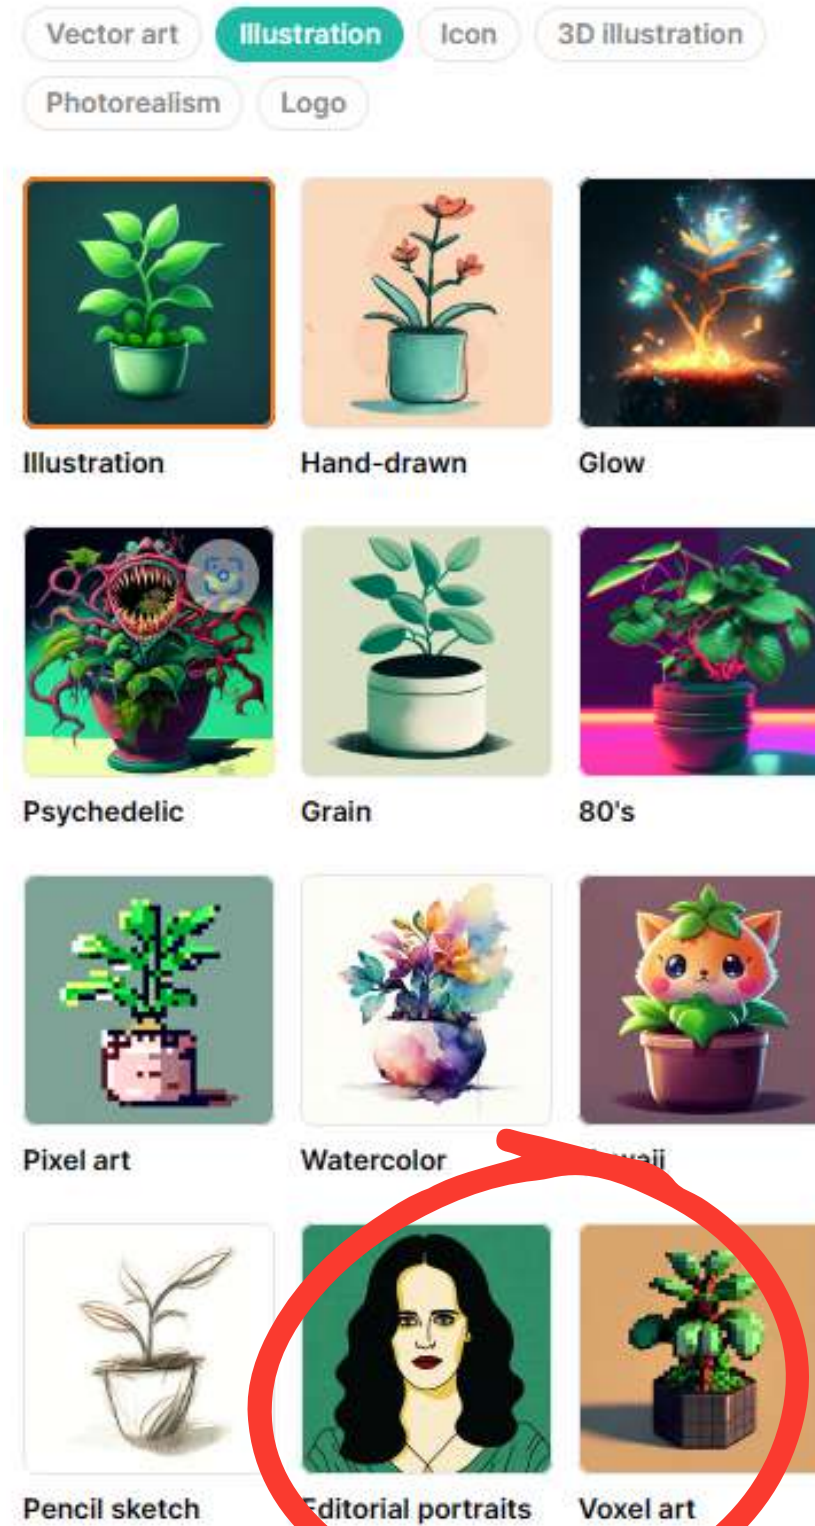 Vector art Illustration Icon 3D illustration
Photorealism Logo
Illustration Hand-drawn Glow
Psychedelic Grain 80's
Pixel art Watercolor
Pencil sketch Editorial portraits Voxel art